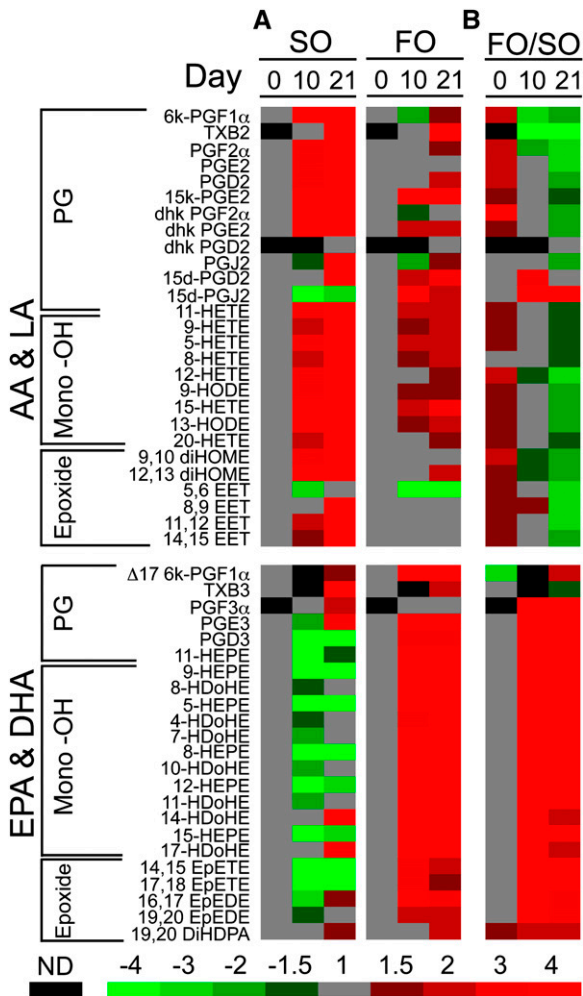 A B
SO FO FO/SO
Day 0 10 21 0 10 21 0 10 21
AA & LA
PG
6k-PGF1α
TXB2
PGF2α
PGE2
PGD2
15k-PGE2
dhk PGF2α
dhk PGE2
dhk PGD2
PGJ2
15d-PGD2
15d-PGJ2
Mono -OH
11-HETE
9-HETE
5-HETE
8-HETE
12-HETE
9-HODE
15-HETE
13-HODE
20-HETE
Epoxide
9,10 diHOME
12,13 diHOME
5,6 EET
8,9 EET
11,12 EET
14,15 EET
EPA & DHA
PG
Δ17 6k-PGF1α
TXB3
PGF3α
PGE3
PGD3
11-HEPE
Mono -OH
9-HEPE
8-HDoHE
5-HEPE
4-HDoHE
7-HDoHE
8-HEPE
10-HDoHE
12-HEPE
11-HDoHE
14-HDoHE
15-HEPE
17-HDoHE
Epoxide
14,15 EpETE
17,18 EpETE
16,17 EpEDE
19,20 EpEDE
19,20 DiHDPA
ND -4 -3 -2 -1.5 1 1.5 2 3 4